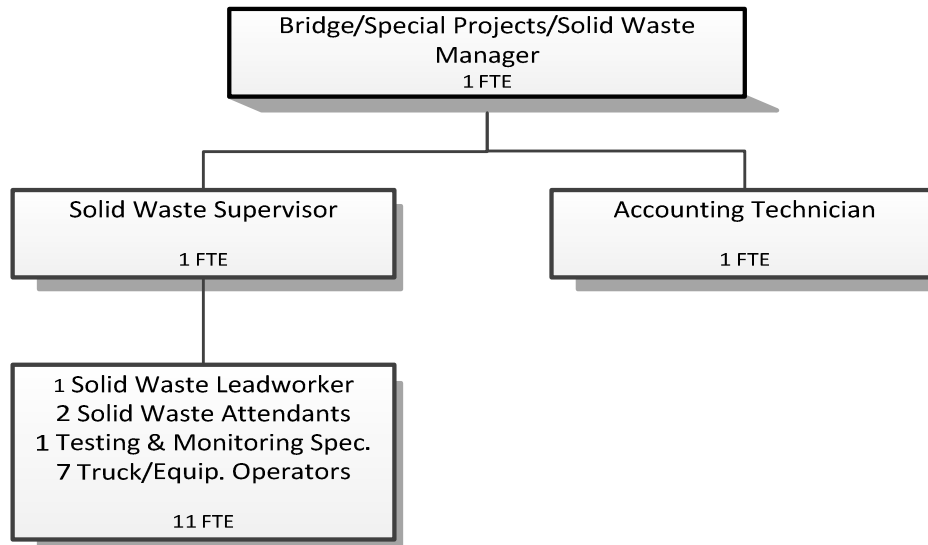 Bridge/Special Projects/Solid Waste
Manager
1 FTE
Solid Waste Supervisor
1 FTE
Accounting Technician
1 FTE
1 Solid Waste Leadworker
2 Solid Waste Attendants
1 Testing & Monitoring Spec.
7 Truck/Equip. Operators
11 FTE